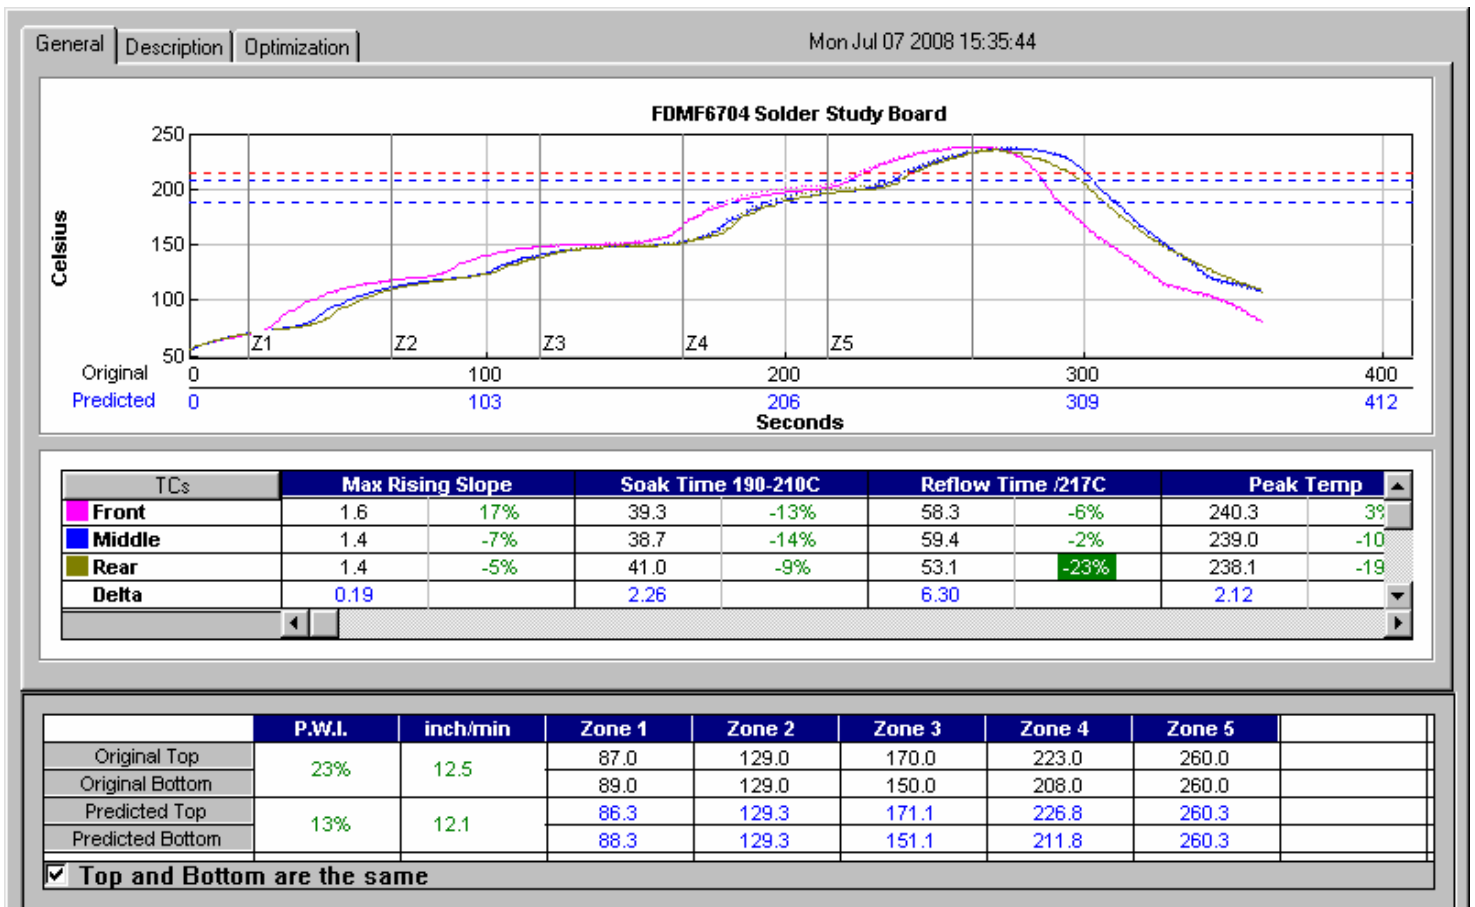 General Description Optimization Mon Jul 07 2008 15:35:44
FDMF6704 Solder Study Board
Celsius
250
200
150
100
50
Z1 Z2 Z3 Z4 Z5
Original 0 100 200 300 400
Predicted 0 103 206 309 412
Seconds
TCs Max Rising Slope Soak Time 190-210C Reflow Time /217C Peak Temp
Front 1.6 17% 39.3 -13% 58.3 -6% 240.3 3%
Middle 1.4 -7% 38.7 -14% 59.4 -2% 239.0 -10
Rear 1.4 -5% 41.0 -9% 53.1 -23% 238.1 -19
Delta 0.19 2.26 6.30 2.12
P.W.I. inch/min Zone 1 Zone 2 Zone 3 Zone 4 Zone 5
Original Top 23% 12.5 87.0 129.0 170.0 223.0 260.0
Original Bottom 89.0 129.0 150.0 208.0 260.0
Predicted Top 13% 12.1 86.3 129.3 171.1 226.8 260.3
Predicted Bottom 88.3 129.3 151.1 211.8 260.3
Top and Bottom are the same